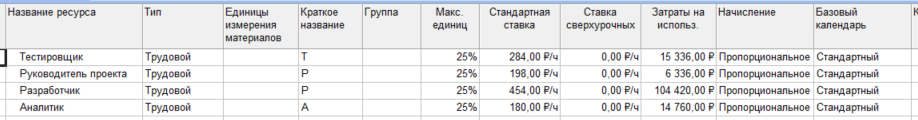 Название ресурса Тип Единицы измерения материалов Краткое название Группа Макс. единиц Стандартная ставка Ставка сверхурочных Затраты на использ. Начисление Базовый календарь
Тестировщик Трудовой Т 25% 284,00 ₽/ч 0,00 ₽/ч 15 336,00 ₽ Пропорциональное Стандартный
Руководитель проекта Трудовой Р 25% 198,00 ₽/ч 0,00 ₽/ч 6 336,00 ₽ Пропорциональное Стандартный
Разработчик Трудовой Р 25% 454,00 ₽/ч 0,00 ₽/ч 104 420,00 ₽ Пропорциональное Стандартный
Аналитик Трудовой А 25% 180,00 ₽/ч 0,00 ₽/ч 14 760,00 ₽ Пропорциональное Стандартный